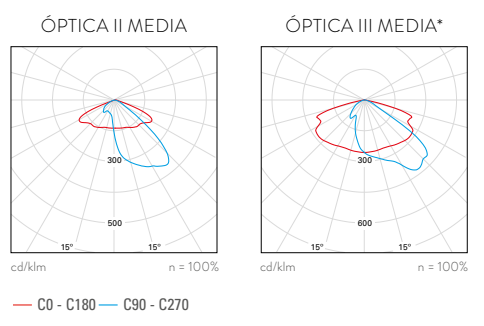 ÓPTICA II MEDIA
ÓPTICA III MEDIA*
300
500
15°
15°
300
600
15°
15°
cd/klm
n = 100%
cd/klm
n = 100%
C0 - C180
C90 - C270